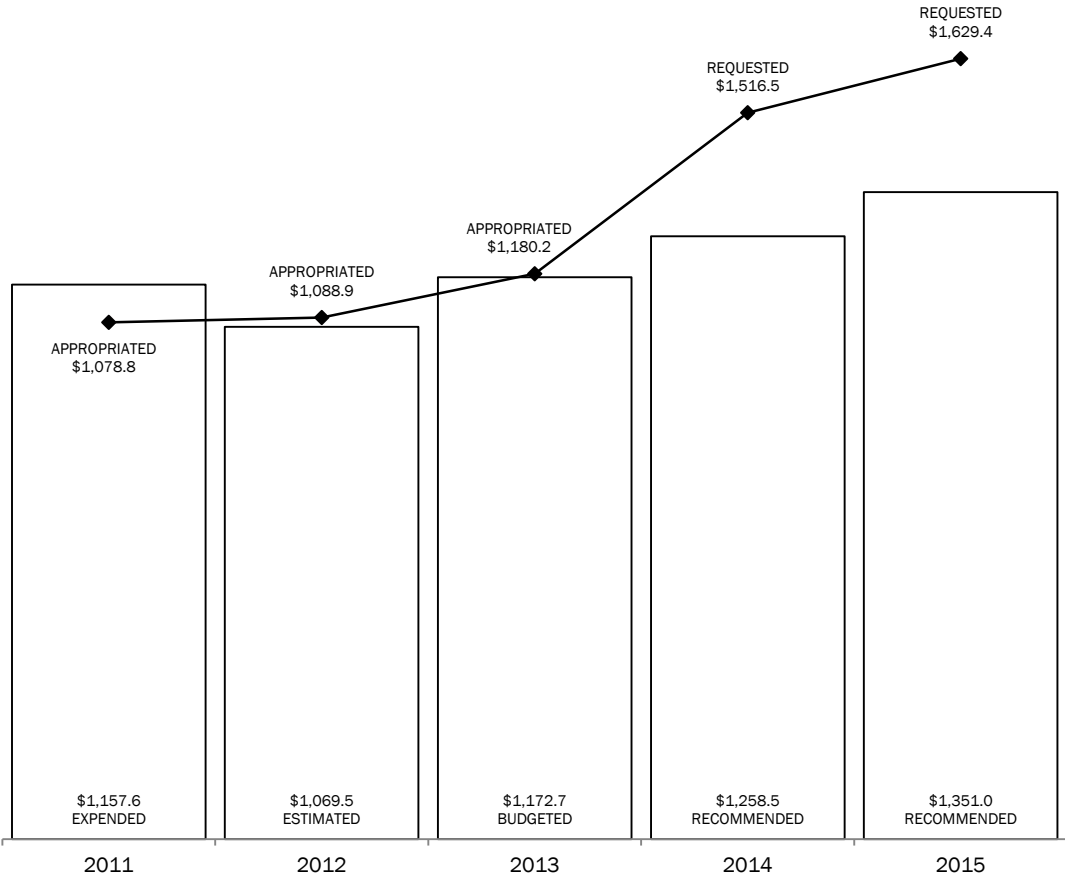 REQUESTED
$1,629.4
REQUESTED
$1,516.5
APPROPRIATED
$1,180.2
APPROPRIATED
$1,088.9
APPROPRIATED
$1,078.8
$1,157.6
EXPENDED
$1,069.5
ESTIMATED
$1,172.7
BUDGETED
$1,258.5
RECOMMENDED
$1,351.0
RECOMMENDED
2011
2012
2013
2014
2015